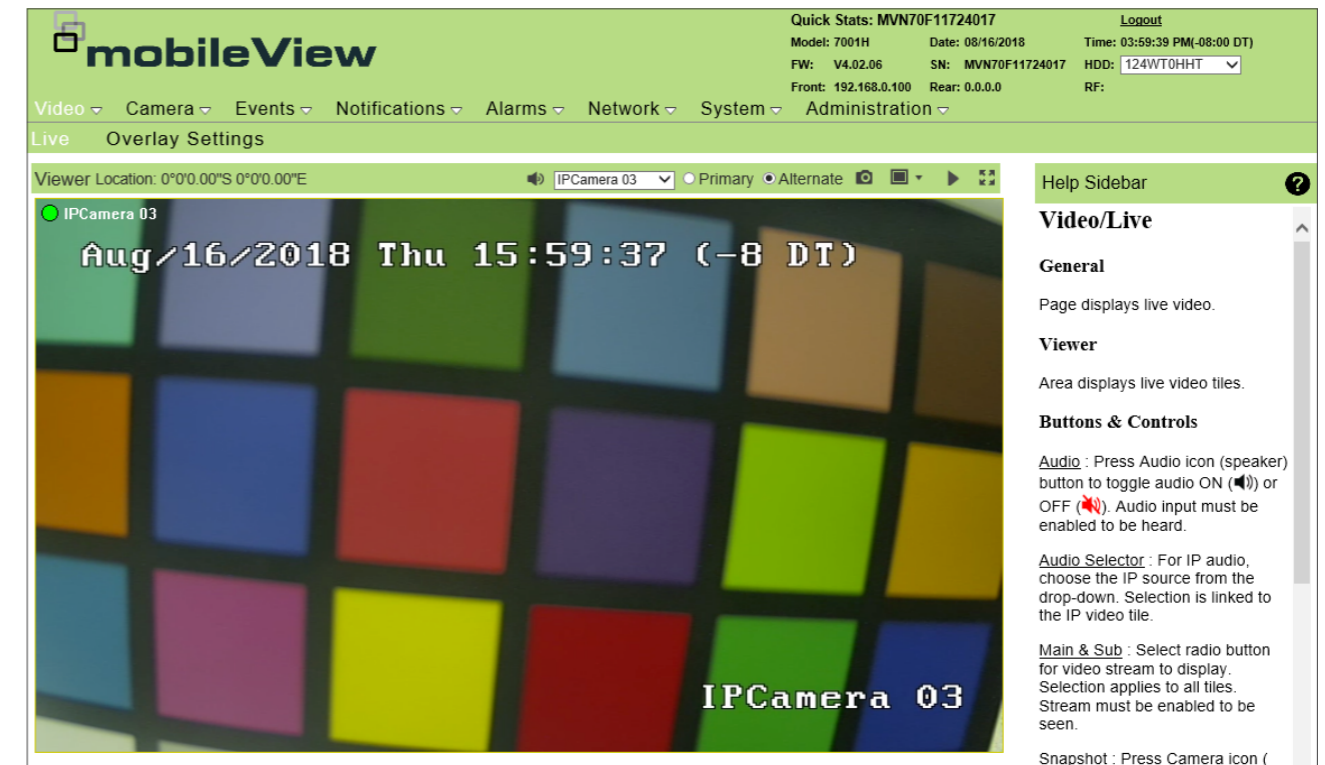 mobileView
Quick Stats: MVN70F11724017 Logout
Model: 7001H Date: 08/16/2018 Time: 03:59:39 PM(-08:00 DT)
FW: V4.02.06 SN: MVN70F11724017 HDD: 124WT0HHT
Front: 192.168.0.100 Rear: 0.0.0.0 RF:
Video Camera Events Notifications Alarms Network System Administration
Live Overlay Settings
Viewer Location: 0°0'0.00"S 0°0'0.00"E IPCamera 03 Primary Alternate
IPCamera 03
Aug/16/2018 Thu 15:59:37 (-8 DT)
IPCamera 03
Help Sidebar ?
Video/Live
General
Page displays live video.
Viewer
Area displays live video tiles.
Buttons & Controls
Audio : Press Audio icon (speaker)
button to toggle audio ON () or
OFF (). Audio input must be
enabled to be heard.
Audio Selector : For IP audio,
choose the IP source from the
drop-down. Selection is linked to
the IP video tile.
Main & Sub : Select radio button
for video stream to display.
Selection applies to all tiles.
Stream must be enabled to be
seen.
Snapshot : Press Camera icon (